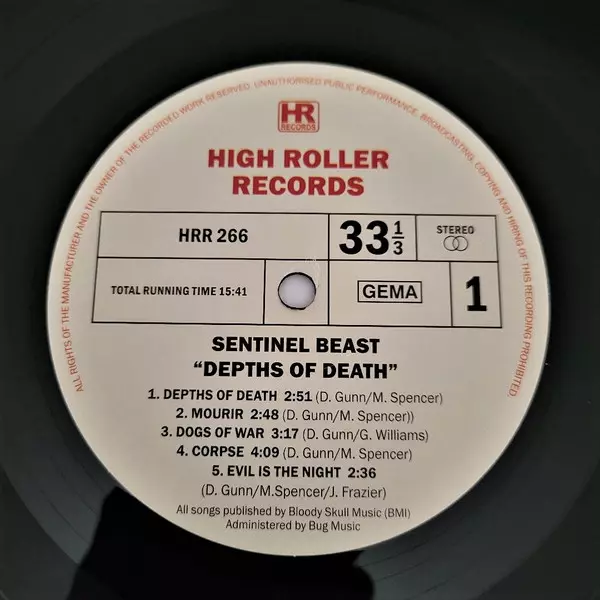 ALL RIGHTS OF THE MANUFACTURER AND THE OWNER OF THE RECORDED WORK RESERVED. UNAUTHORISED PUBLIC PERFORMANCE, BROADCASTING, COPYING AND HIRING OF THIS RECORDING PROHIBITED.
HR
RECORDS
HIGH ROLLER
RECORDS
HRR 266
33 1/3
STEREO
TOTAL RUNNING TIME 15:41
GEMA
1
SENTINEL BEAST
“DEPTHS OF DEATH”
1. DEPTHS OF DEATH 2:51 (D. Gunn/M. Spencer)
2. MOURIR 2:48 (D. Gunn/M. Spencer))
3. DOGS OF WAR 3:17 (D. Gunn/G. Williams)
4. CORPSE 4:09 (D. Gunn/M. Spencer)
5. EVIL IS THE NIGHT 2:36
(D. Gunn/M.Spencer/J. Frazier)
All songs published by Bloody Skull Music (BMI)
Administered by Bug Music